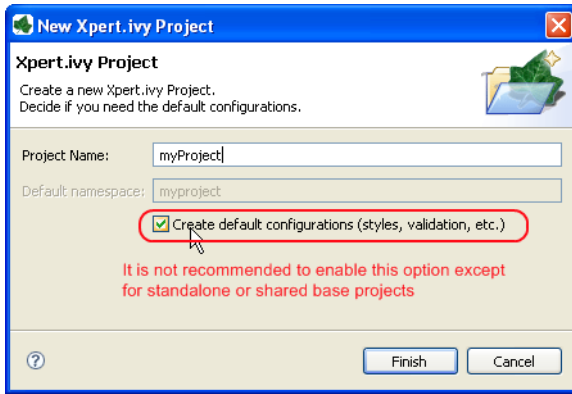 New Xpert.ivy Project
Xpert.ivy Project
Create a new Xpert.ivy Project.
Decide if you need the default configurations.
Project Name: myProject
Default namespace: myproject
Create default configurations (styles, validation, etc.)
It is not recommended to enable this option except
for standalone or shared base projects
?
Finish Cancel